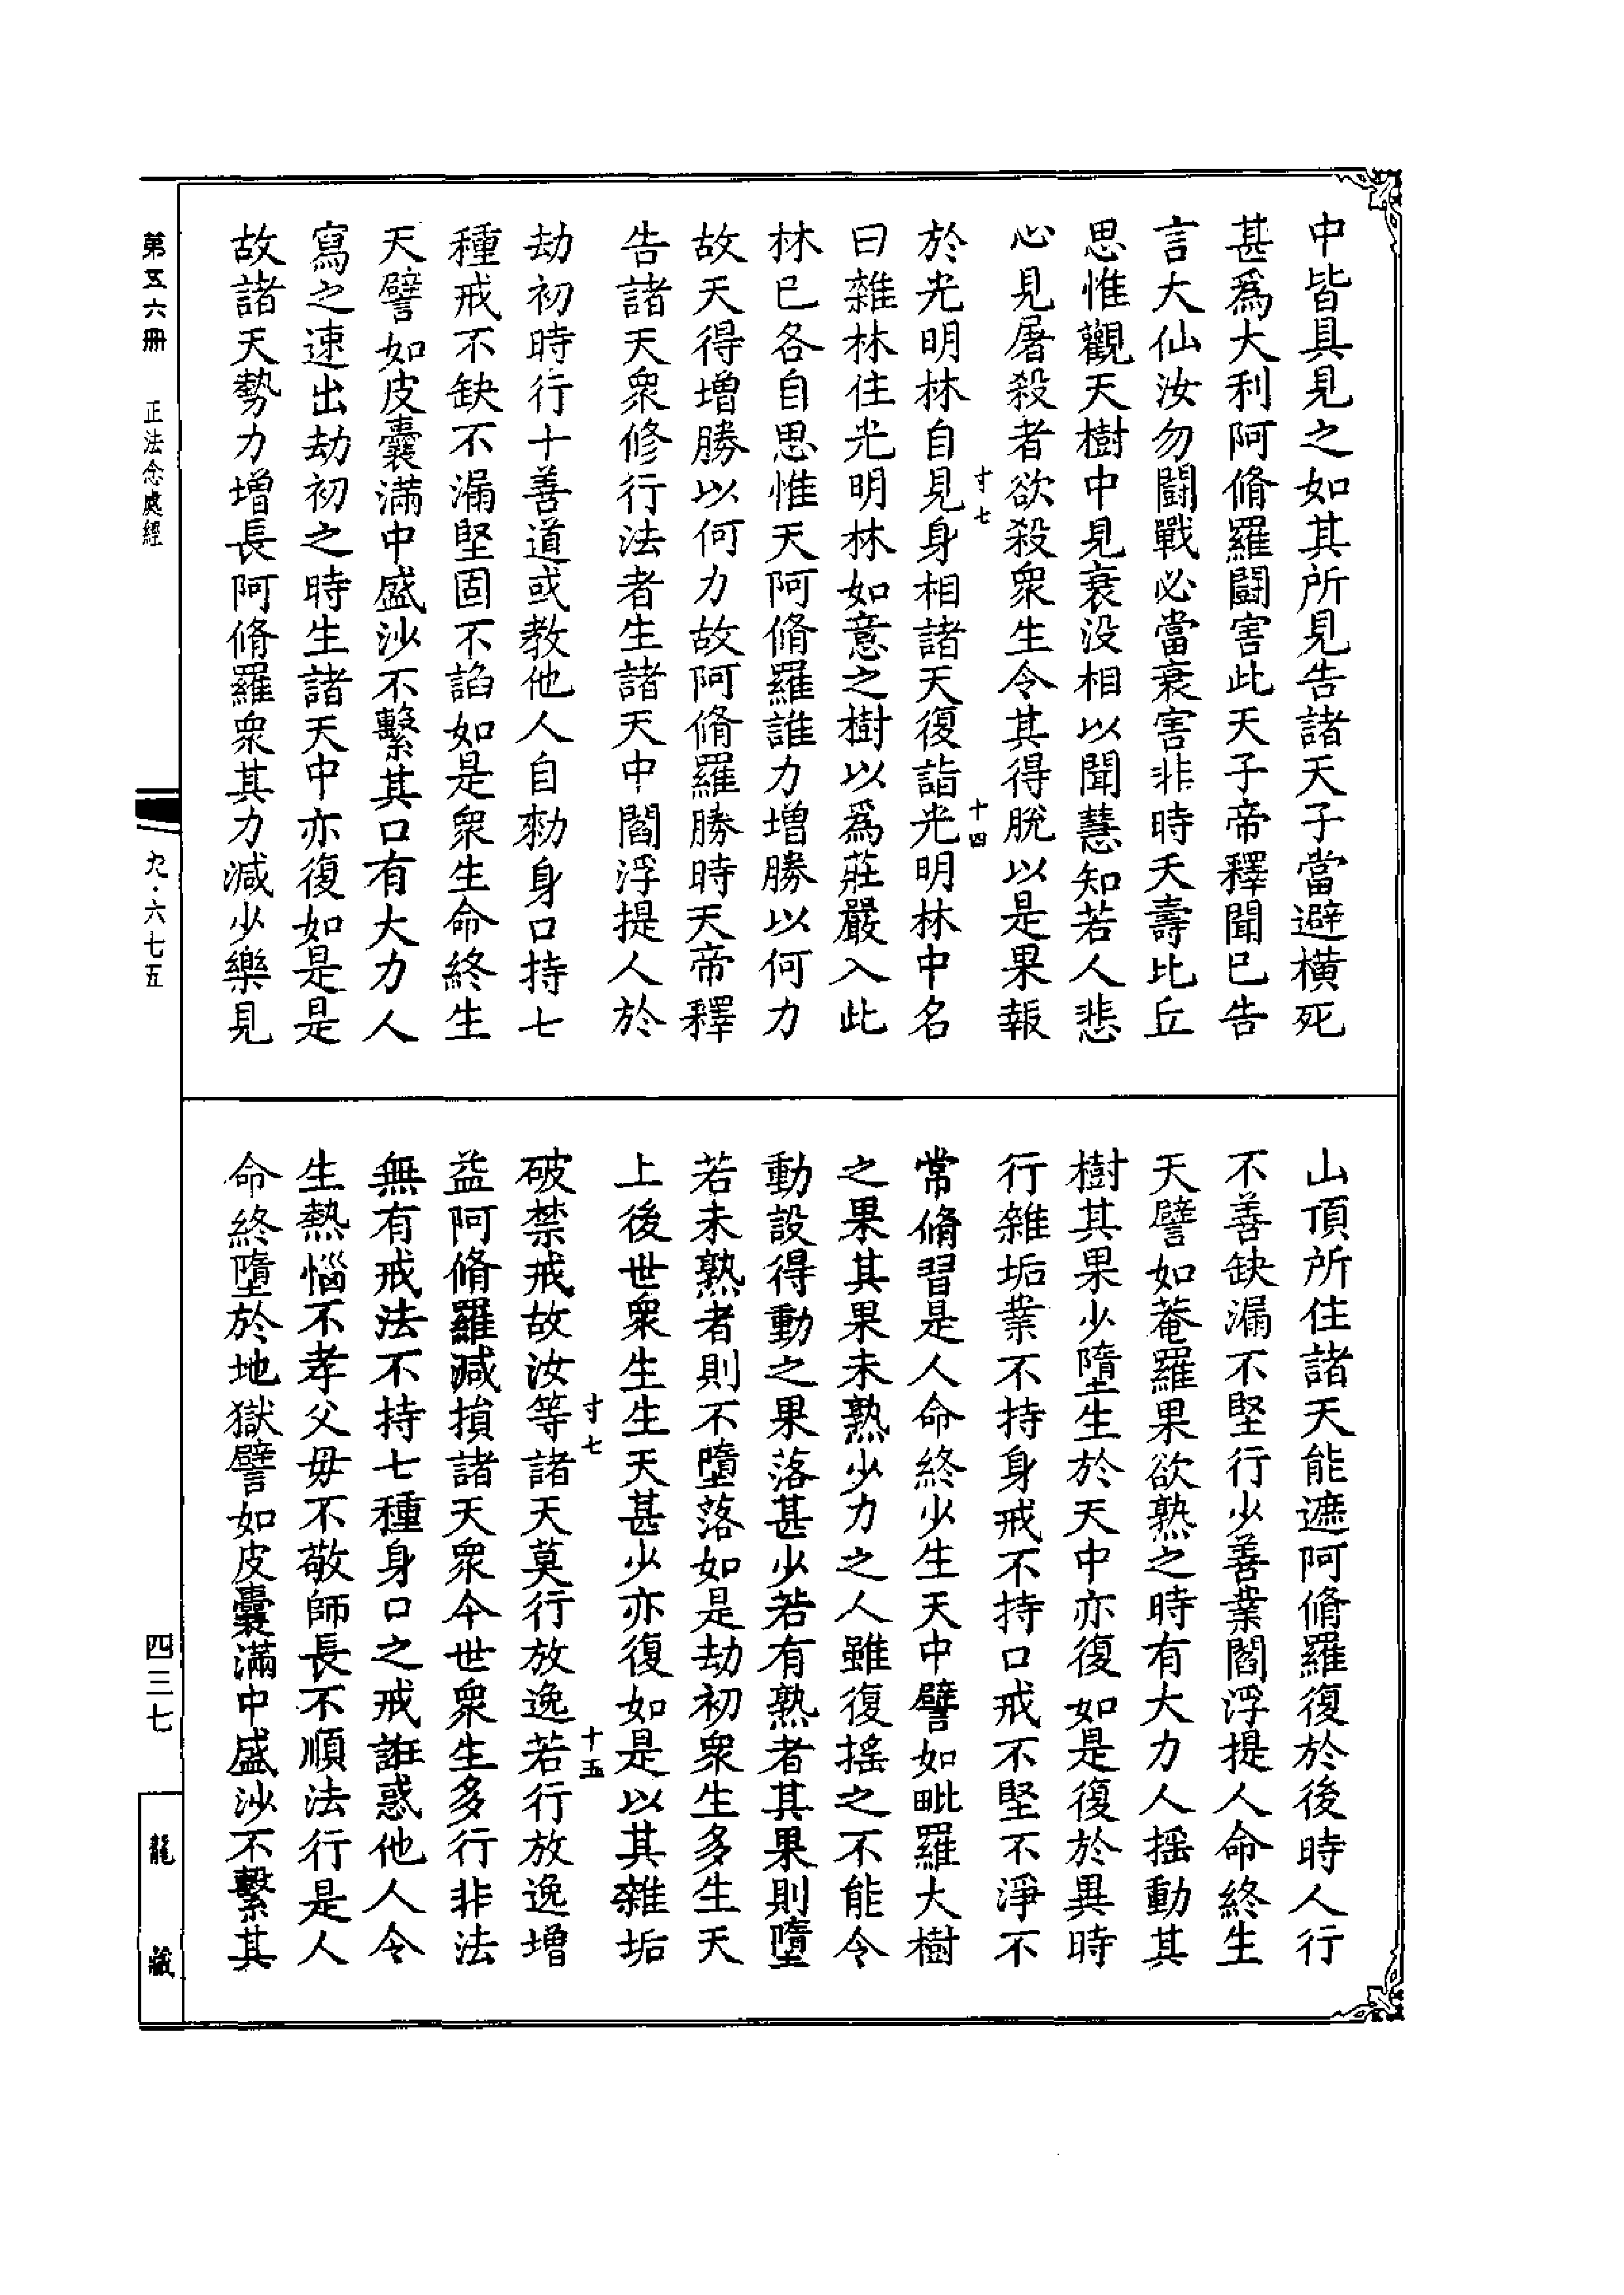 中皆具見之如其所見告諸天子當避橫死
甚爲大利阿脩羅鬬害此天子帝釋聞已告
言大仙汝勿鬬戰必當衰害非時夭壽比丘
思惟觀天樹中見衰没相以聞慧知若人悲
心見屠殺者欲殺衆生令其得脫以是果報
於光明林自見身相諸天復詣光明林中名
寸七
十四
曰雜林住光明林如意之樹以爲莊嚴入此
林已各自思惟天阿脩羅誰力增勝以何力
故天得增勝以何力故阿脩羅勝時天帝釋
告諸天衆修行法者生諸天中閻浮提人於
劫初時行十善道或教他人自勑身口持七
種戒不缺不漏堅固不諂如是衆生命終生
天譬如皮囊滿中盛沙不繫其口有大力人
寫之速出劫初之時生諸天中亦復如是是
故諸天勢力增長阿脩羅衆其力減少樂見
山頂所住諸天能遮阿脩羅復於後時人行
不善缺漏不堅行少善業閻浮提人命終生
天譬如菴羅果欲熟之時有大力人搖動其
樹其果少墮生於天中亦復如是復於異時
行雜垢業不持身戒不持口戒不堅不淨不
常脩習是人命終少生天中譬如毗羅大樹
之果其果未熟少力之人雖復搖之不能令
動設得動之果落甚少若有熟者其果則墮
若未熟者則不墮落如是劫初衆生多生天
上後世衆生生天甚少亦復如是以其雜垢
寸七
十五
破禁戒故汝等諸天莫行放逸若行放逸增
益阿脩羅減損諸天衆今世衆生多行非法
無有戒法不持七種身口之戒誑惑他人令
生熱惱不孝父母不敬師長不順法行是人
命終墮於地獄譬如皮囊滿中盛沙不繫其
第五六冊 正法念處經
六七五
四三七
龍藏